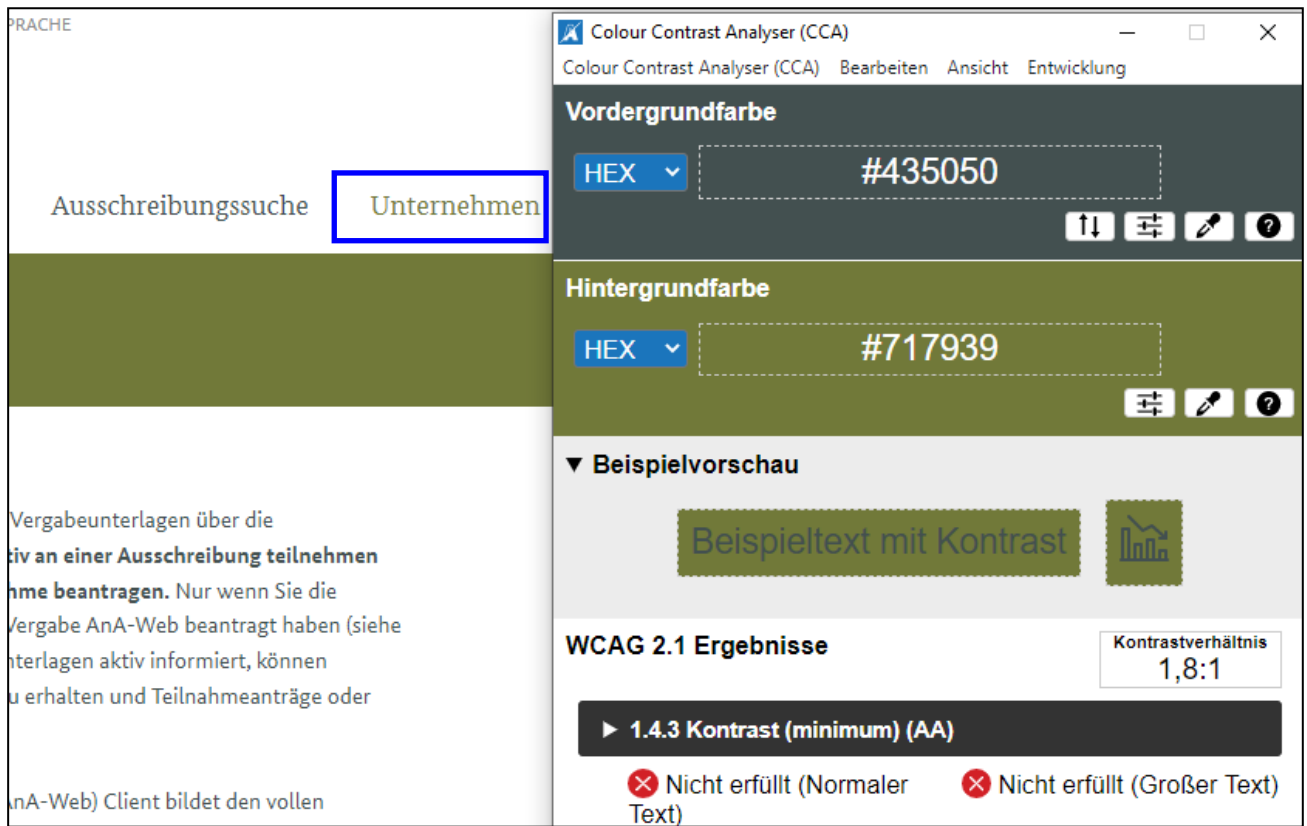 PRACHE
Ausschreibungssuche Unternehmen
Vergabeunterlagen über die
tiv an einer Ausschreibung teilnehmen
hme beantragen. Nur wenn Sie die
Vergabe AnA-Web beantragt haben (siehe
nterlagen aktiv informiert, können
u erhalten und Teilnahmeanträge oder
AnA-Web) Client bildet den vollen
Colour Contrast Analyser (CCA)
Colour Contrast Analyser (CCA) Bearbeiten Ansicht Entwicklung
Vordergrundfarbe
HEX #435050
Hintergrundfarbe
HEX #717939
Beispielvorschau
Beispieltext mit Kontrast
WCAG 2.1 Ergebnisse
Kontrastverhältnis
1,8:1
1.4.3 Kontrast (minimum) (AA)
Nicht erfüllt (Normaler Text)
Nicht erfüllt (Großer Text)